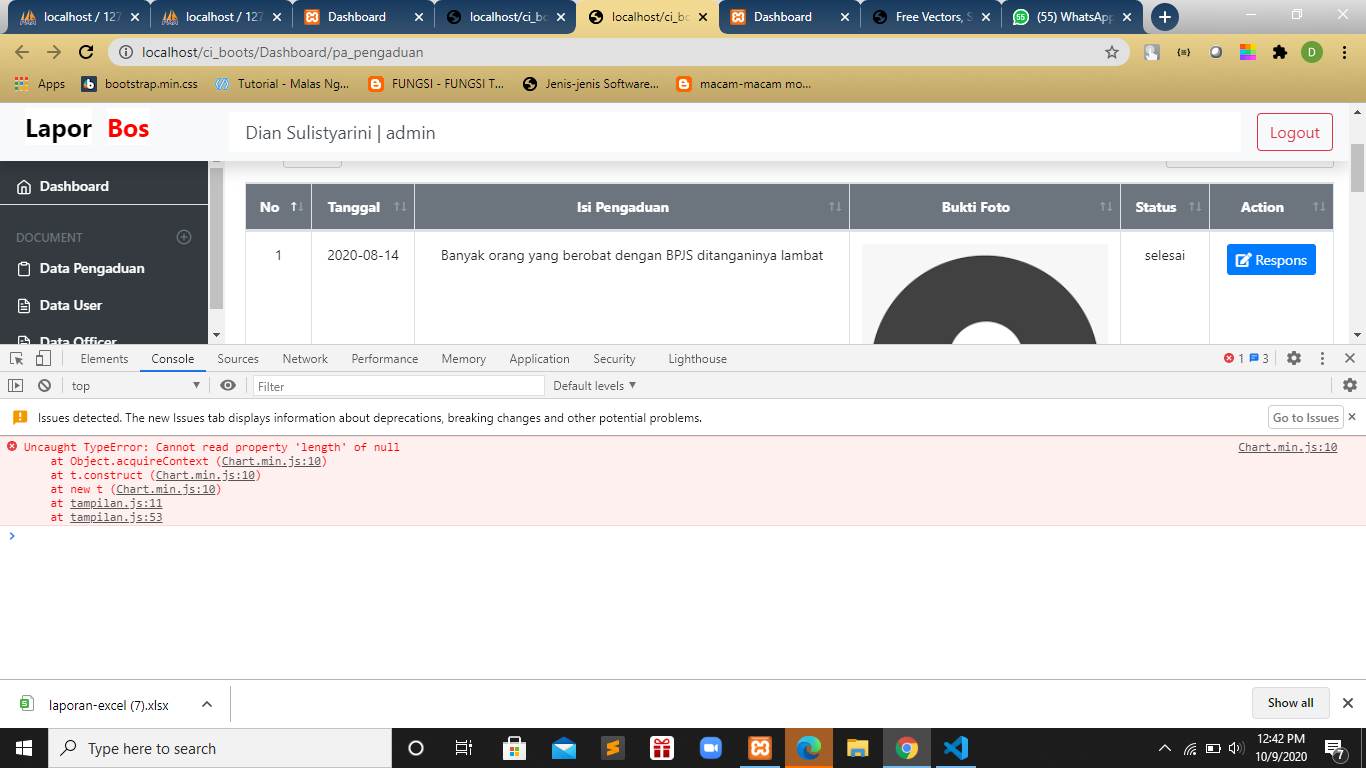 localhost / 127
localhost / 127
Dashboard
localhost/ci_bo
localhost/ci_bo
Dashboard
Free Vectors, S
(55) WhatsApp
localhost/ci_boots/Dashboard/pa_pengaduan
D
Apps
bootstrap.min.css
Tutorial - Malas Ng...
FUNGSI - FUNGSI T...
Jenis-jenis Software...
macam-macam mo...
Lapor Bos
Dian Sulistyarini | admin
Logout
Dashboard
DOCUMENT
Data Pengaduan
Data User
Data Officer
No
Tanggal
Isi Pengaduan
Bukti Foto
Status
Action
1
2020-08-14
Banyak orang yang berobat dengan BPJS ditanganinya lambat
selesai
Respons
Elements
Console
Sources
Network
Performance
Memory
Application
Security
Lighthouse
1
3
top
Filter
Default levels
Issues detected. The new Issues tab displays information about deprecations, breaking changes and other potential problems.
Go to Issues
Uncaught TypeError: Cannot read property 'length' of null
Chart.min.js:10
at Object.acquireContext (Chart.min.js:10)
at t.construct (Chart.min.js:10)
at new t (Chart.min.js:10)
at tampilan.js:11
at tampilan.js:53
laporan-excel (7).xlsx
Show all
Type here to search
12:42 PM
10/9/2020
7